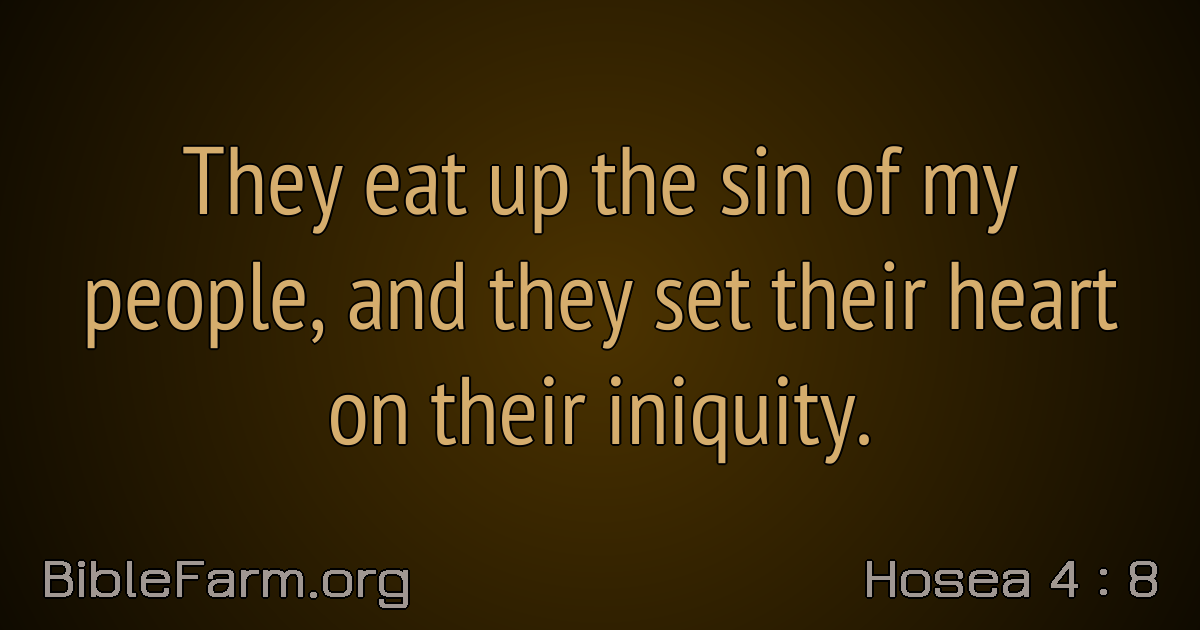 They eat up the sin of my
people, and they set their heart
on their iniquity.
BibleFarm.org
Hosea 4 : 8